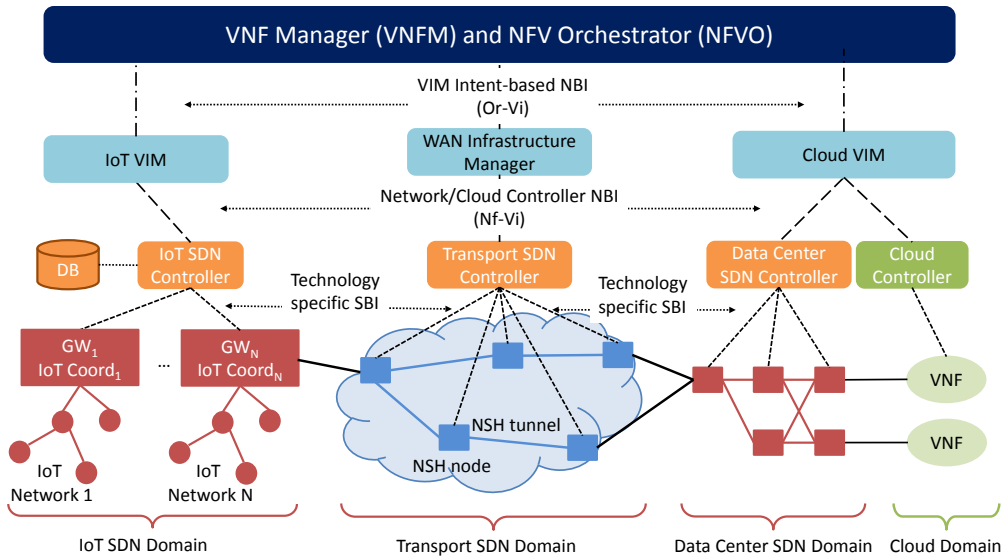 VNF Manager (VNFM) and NFV Orchestrator (NFVO)
VIM Intent-based NBI
(Or-Vi)
IoT VIM
WAN Infrastructure
Manager
Cloud VIM
Network/Cloud Controller NBI
(Nf-Vi)
DB
IoT SDN
Controller
Transport SDN
Controller
Data Center
SDN Controller
Cloud
Controller
Technology
specific SBI
Technology
specific SBI
GW1
IoT Coord1
...
GWN
IoT CoordN
VNF
VNF
NSH tunnel
NSH node
IoT
Network 1
IoT
Network N
IoT SDN Domain
Transport SDN Domain
Data Center SDN Domain
Cloud Domain